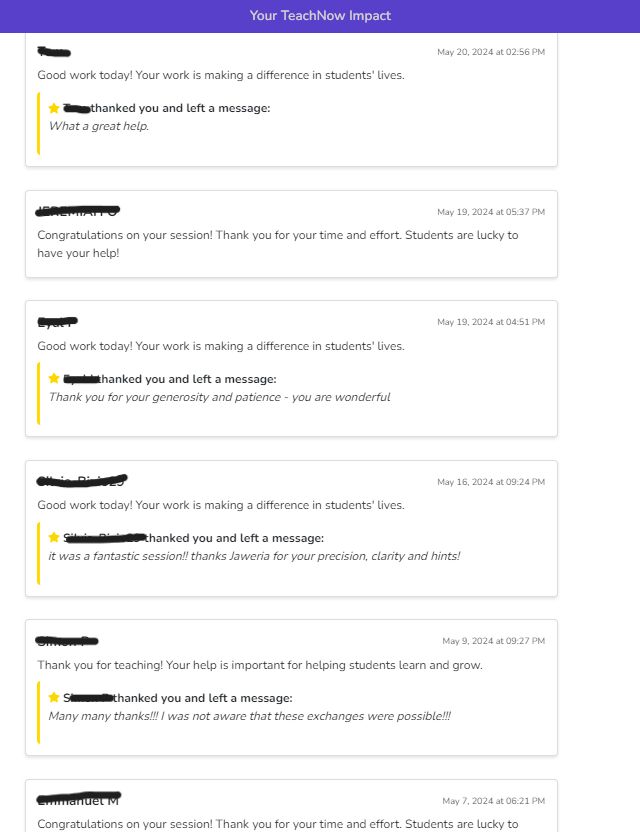 Your TeachNow Impact
May 20, 2024 at 02:56 PM
Good work today! Your work is making a difference in students' lives.
thanked you and left a message:
What a great help.
May 19, 2024 at 05:37 PM
Congratulations on your session! Thank you for your time and effort. Students are lucky to
have your help!
May 19, 2024 at 04:51 PM
Good work today! Your work is making a difference in students' lives.
thanked you and left a message:
Thank you for your generosity and patience - you are wonderful
May 16, 2024 at 09:24 PM
Good work today! Your work is making a difference in students' lives.
thanked you and left a message:
it was a fantastic session!! thanks Jaweria for your precision, clarity and hints!
May 9, 2024 at 09:27 PM
Thank you for teaching! Your help is important for helping students learn and grow.
thanked you and left a message:
Many many thanks!!! I was not aware that these exchanges were possible!!!
May 7, 2024 at 06:21 PM
Congratulations on your session! Thank you for your time and effort. Students are lucky to